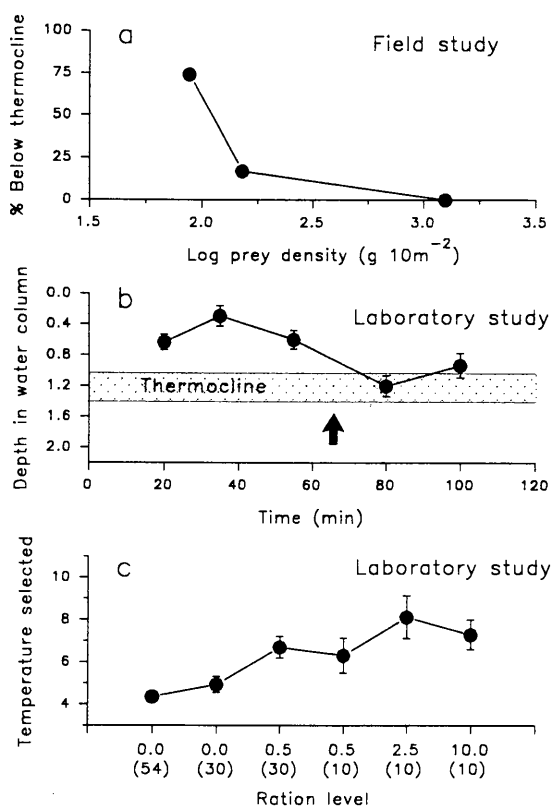 a
Field study
% Below thermocline
100
75
50
25
0
1.5 2.0 2.5 3.0 3.5
Log prey density (g 10m⁻²)
b
Laboratory study
Depth in water column
0.0
0.4
0.8
1.2
1.6
2.0
Thermocline
0 20 40 60 80 100 120
Time (min)
c
Laboratory study
Temperature selected
10
8
6
4
0.0 0.0 0.5 0.5 2.5 10.0
(54) (30) (30) (10) (10) (10)
Ration level